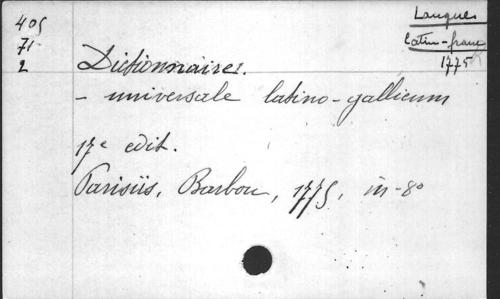 405
71
2
Langues
latin-franç
1775
Dictionnaires.
- universale latino-gallicum
17e edit.
Parisiis, Barbou, 1775, in-8°